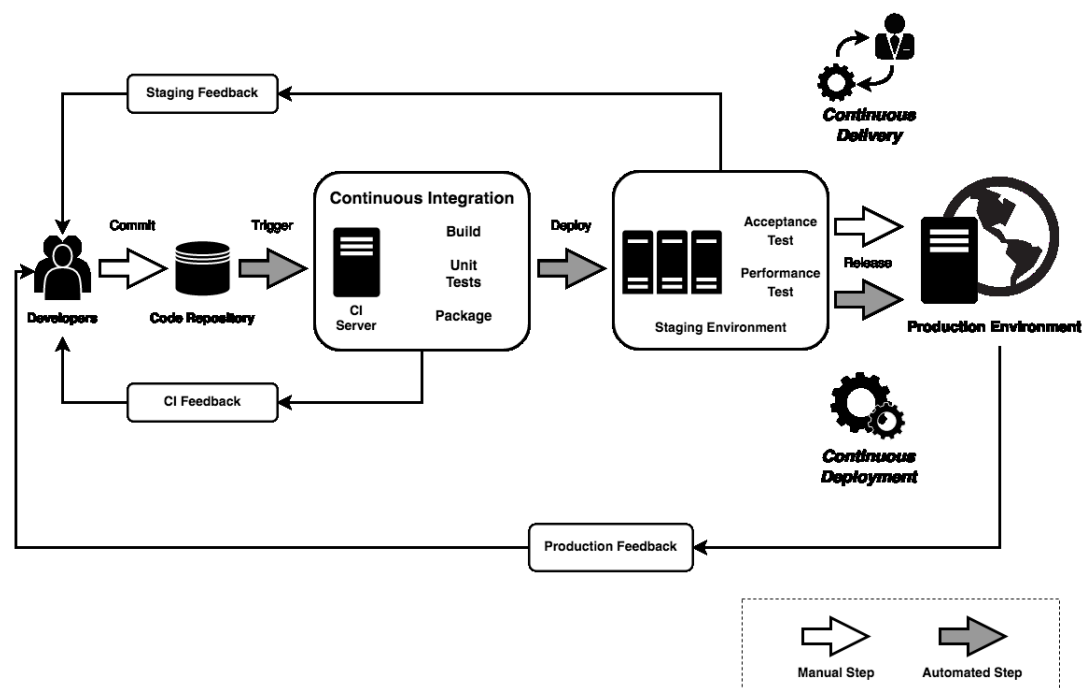 Continuous
Delivery
Staging Feedback
Continuous Integration
Build
Unit
Tests
Package
CI
Server
Commit
Trigger
Deploy
Acceptance
Test
Performance
Test
Staging Environment
Release
Developers
Code Repository
Production Environment
CI Feedback
Continuous
Deployment
Production Feedback
Manual Step
Automated Step